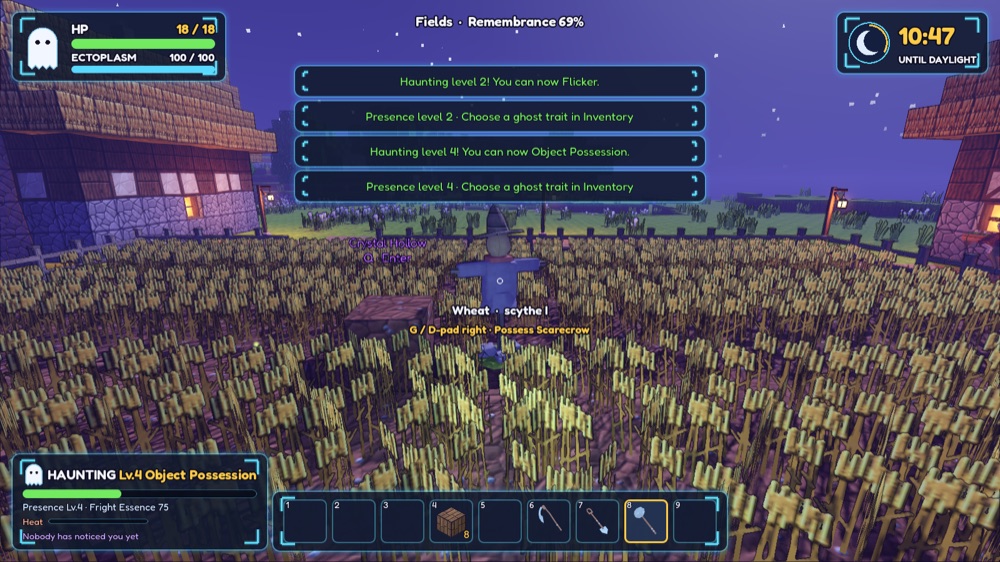 Fields · Remembrance 69%
HP 18 / 18
ECTOPLASM 100 / 100
10:47
UNTIL DAYLIGHT
Haunting level 2! You can now Flicker.
Presence level 2 · Choose a ghost trait in Inventory
Haunting level 4! You can now Object Possession.
Presence level 4 · Choose a ghost trait in Inventory
Crystal Hollow
Enter
Wheat · scythe I
G / D-pad right · Possess Scarecrow
HAUNTING Lv.4 Object Possession
Presence Lv.4 · Fright Essence 75
Heat
Nobody has noticed you yet
1 2 3 4 5 6 7 8 9
8